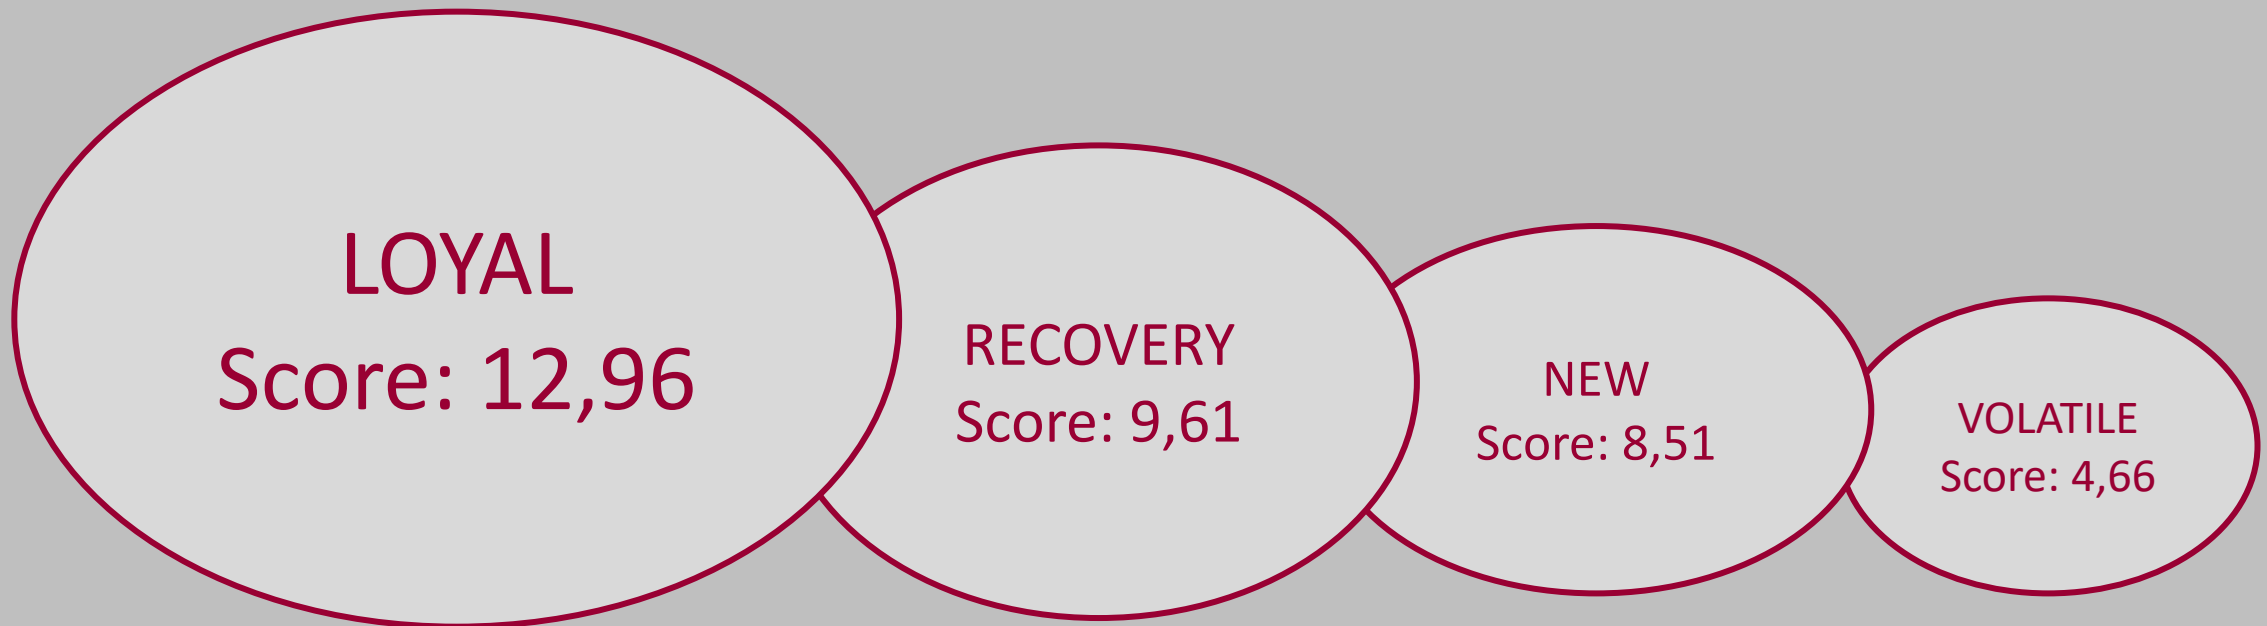 LOYAL
Score: 12,96
RECOVERY
Score: 9,61
NEW
Score: 8,51
VOLATILE
Score: 4,66